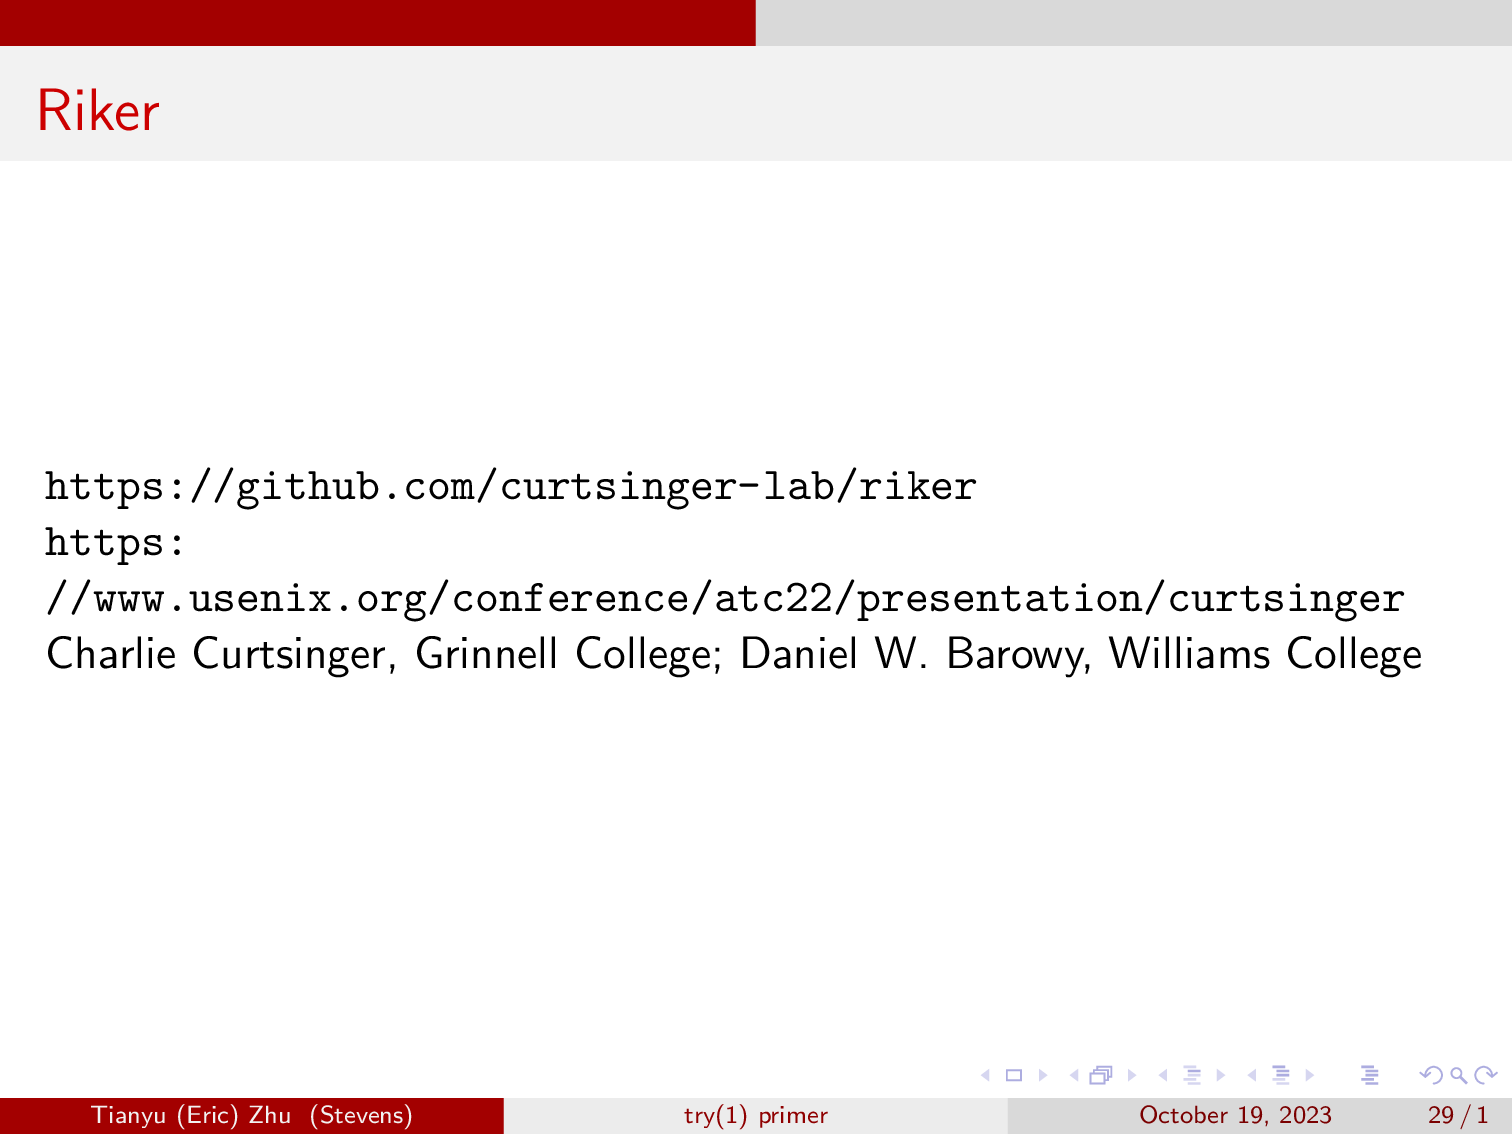 Riker
https://github.com/curtsinger-lab/riker
https:
//www.usenix.org/conference/atc22/presentation/curtsinger
Charlie Curtsinger, Grinnell College; Daniel W. Barowy, Williams College
Tianyu (Eric) Zhu (Stevens)
try(1) primer
October 19, 2023
29 / 1